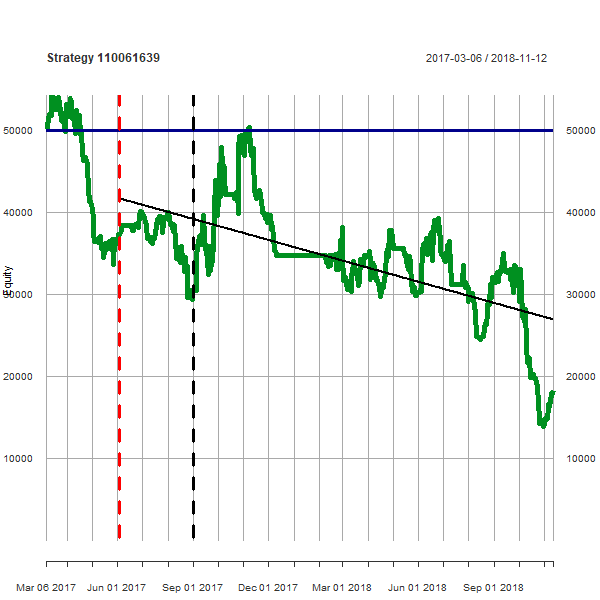 Strategy 110061639 2017-03-06 / 2018-11-12
50000 50000
40000 40000
Equity
30000 30000
20000 20000
10000 10000
Mar 06 2017 Jun 01 2017 Sep 01 2017 Dec 01 2017 Mar 01 2018 Jun 01 2018 Sep 01 2018